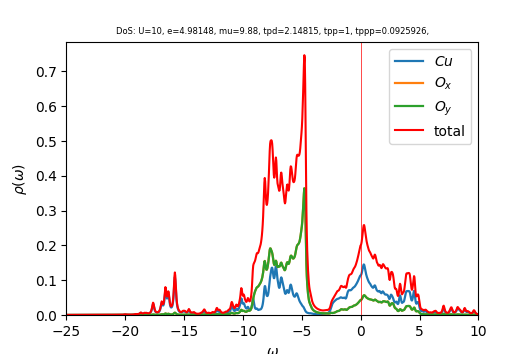 DoS: U=10, e=4.98148, mu=9.88, tpd=2.14815, tpp=1, tppp=0.0925926,
Cu
Oₓ
O_y
total
ρ(ω)
0.7
0.6
0.5
0.4
0.3
0.2
0.1
0.0
−25 −20 −15 −10 −5 0 5 10
ω